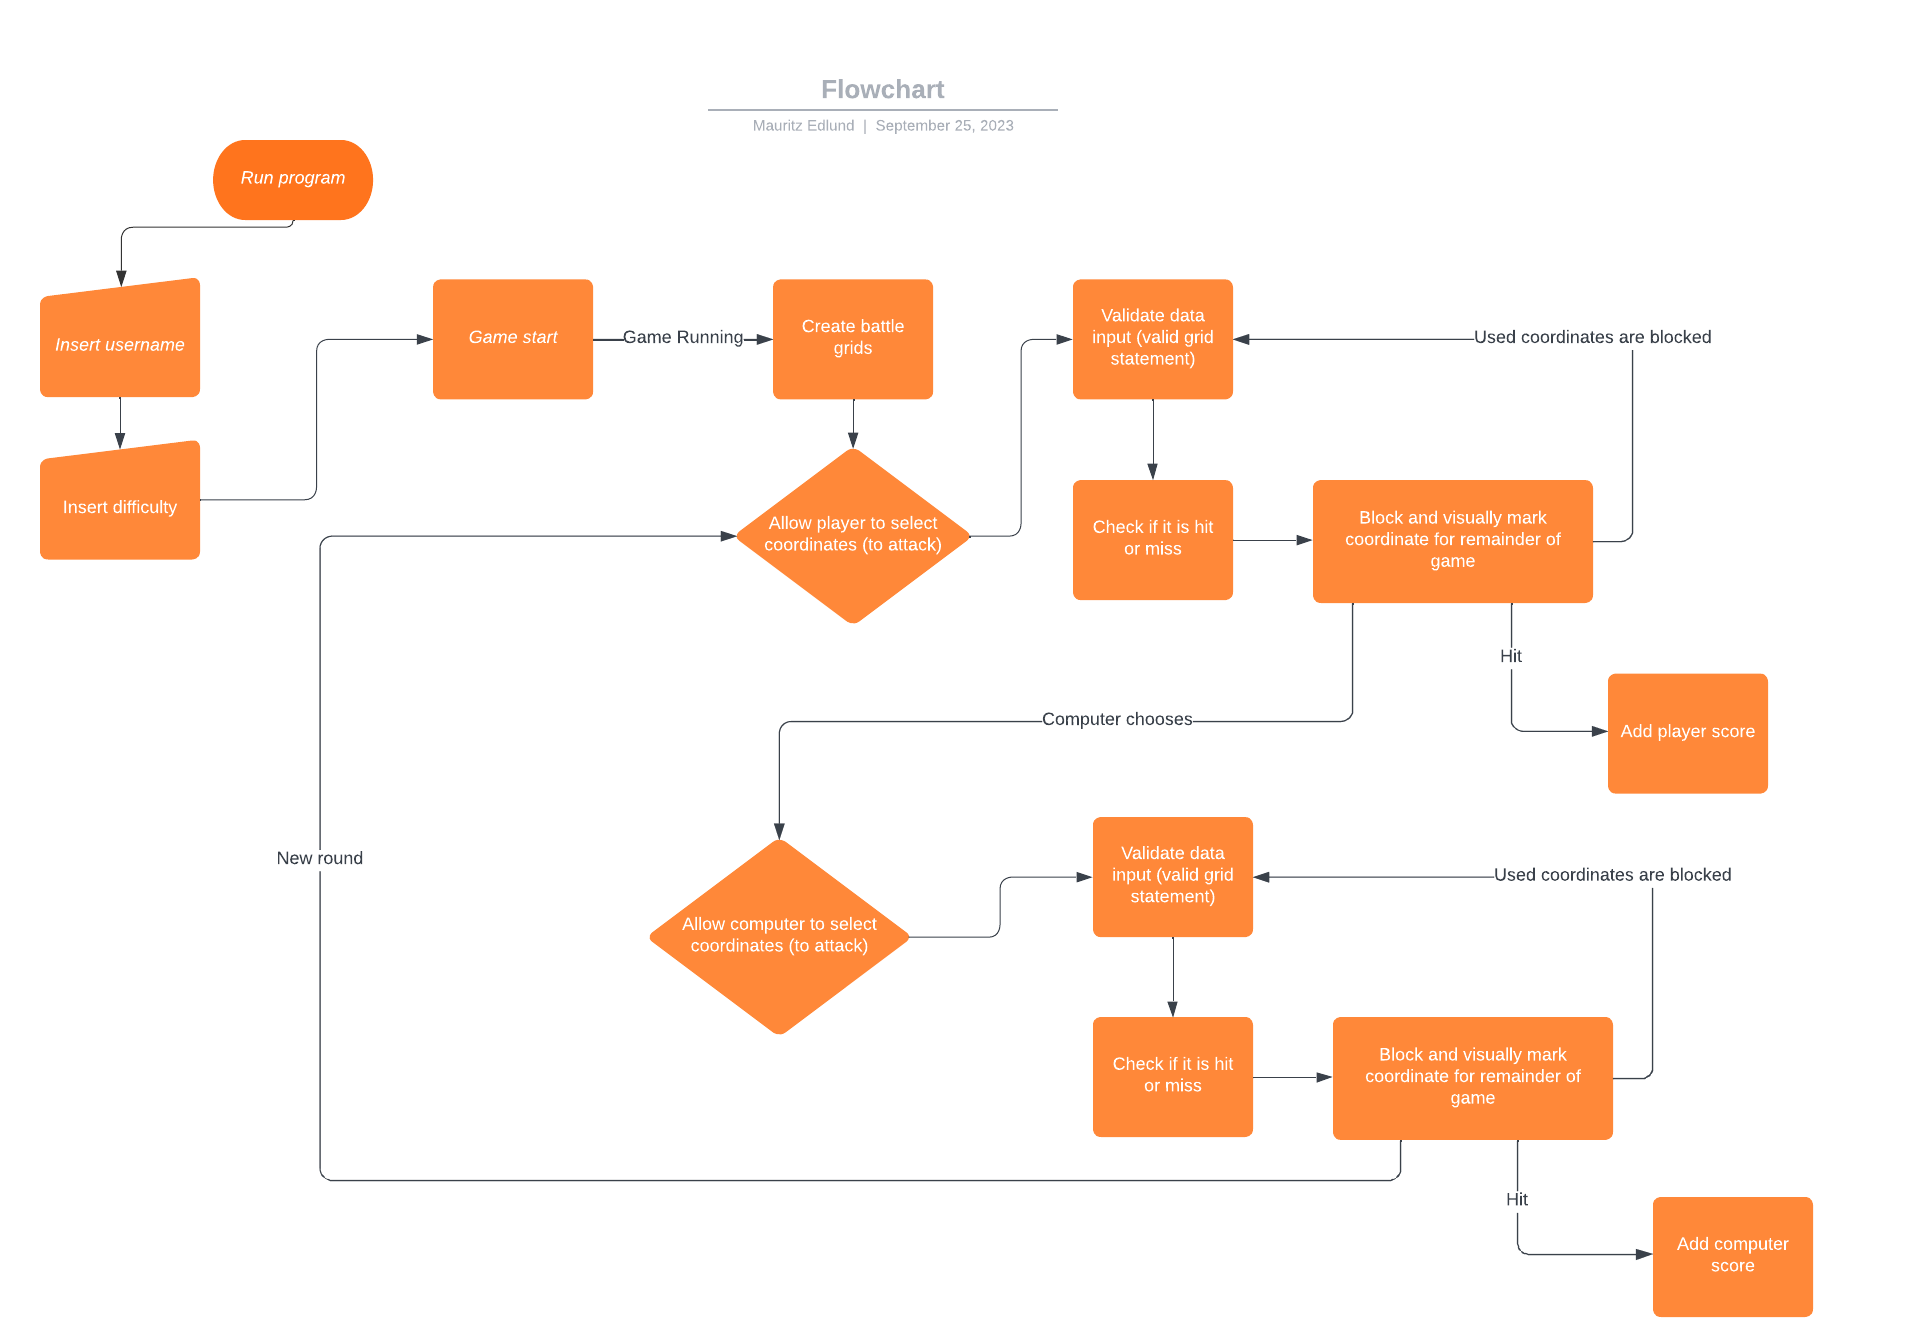 Flowchart
Mauritz Edlund | September 25, 2023
Run program
Insert username
Insert difficulty
Game start
Game Running
Create battle
grids
Allow player to select
coordinates (to attack)
Validate data
input (valid grid
statement)
Used coordinates are blocked
Check if it is hit
or miss
Block and visually mark
coordinate for remainder of
game
Hit
Add player score
Computer chooses
New round
Allow computer to select
coordinates (to attack)
Validate data
input (valid grid
statement)
Used coordinates are blocked
Check if it is hit
or miss
Block and visually mark
coordinate for remainder of
game
Hit
Add computer
score